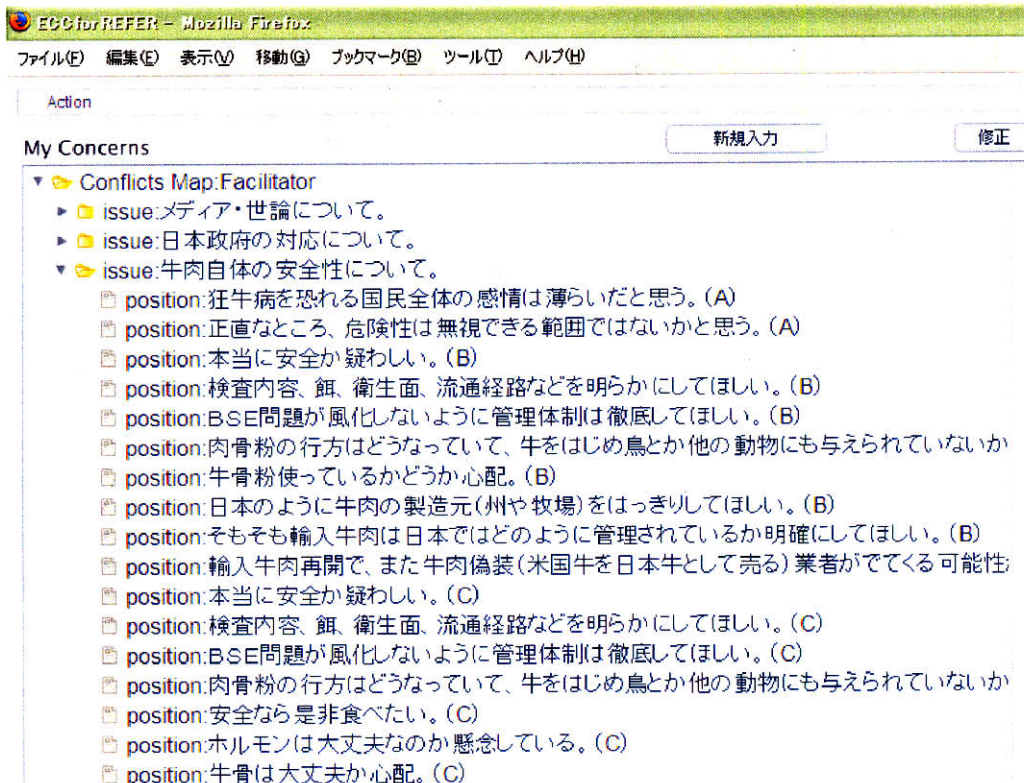 ECCforREFER - Mozilla Firefox
ファイル(F) 編集(E) 表示(V) 移動(G) ブックマーク(B) ツール(T) ヘルプ(H)
Action
My Concerns 新規入力 修正
Conflicts Map:Facilitator
issue:メディア・世論について。
issue:日本政府の対応について。
issue:牛肉自体の安全性について。
position:狂牛病を恐れる国民全体の感情は薄らいだと思う。(A)
position:正直なところ、危険性は無視できる範囲ではないかと思う。(A)
position:本当に安全か疑わしい。(B)
position:検査内容、餌、衛生面、流通経路などを明らかにしてほしい。(B)
position:BSE問題が風化しないように管理体制は徹底してほしい。(B)
position:肉骨粉の行方はどうなっていて、牛をはじめ鳥とか他の動物にも与えられていないか
position:牛骨粉使っているかどうか心配。(B)
position:日本のように牛肉の製造元(州や牧場)をはっきりしてほしい。(B)
position:そもそも輸入牛肉は日本ではどのように管理されているか明確にしてほしい。(B)
position:輸入牛肉再開で、また牛肉偽装(米国牛を日本牛として売る)業者がでてくる可能性
position:本当に安全か疑わしい。(C)
position:検査内容、餌、衛生面、流通経路などを明らかにしてほしい。(C)
position:BSE問題が風化しないように管理体制は徹底してほしい。(C)
position:肉骨粉の行方はどうなっていて、牛をはじめ鳥とか他の動物にも与えられていないか
position:安全なら是非食べたい。(C)
position:ホルモンは大丈夫なのか懸念している。(C)
position:牛骨は大丈夫か心配。(C)